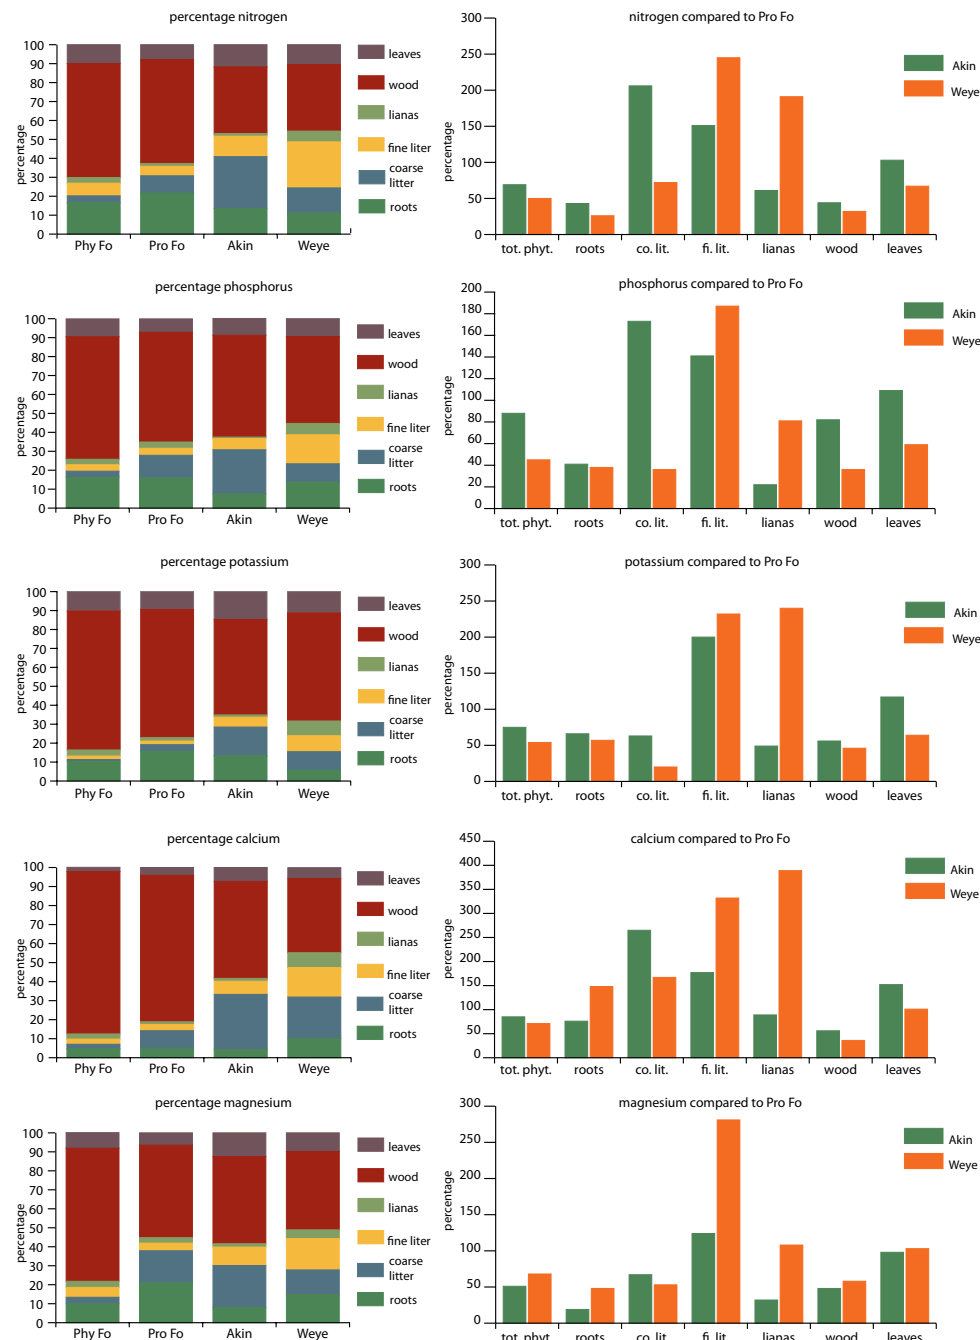 percentage nitrogen
100
90
80
70
60
50
40
30
20
10
0
percentage
Phy Fo Pro Fo Akin Weye
leaves
wood
lianas
fine liter
coarse
litter
roots
nitrogen compared to Pro Fo
300
250
200
150
100
50
0
percentage
tot. phyt. roots co. lit. fi. lit. lianas wood leaves
Akin
Weye
percentage phosphorus
100
90
80
70
60
50
40
30
20
10
0
percentage
Phy Fo Pro Fo Akin Weye
leaves
wood
lianas
fine liter
coarse
litter
roots
phosphorus compared to Pro Fo
200
180
160
140
120
100
80
60
40
20
0
percentage
tot. phyt. roots co. lit. fi. lit. lianas wood leaves
Akin
Weye
percentage potassium
100
90
80
70
60
50
40
30
20
10
0
percentage
Phy Fo Pro Fo Akin Weye
leaves
wood
lianas
fine liter
coarse
litter
roots
potassium compared to Pro Fo
300
250
200
150
100
50
0
percentage
tot. phyt. roots co. lit. fi. lit. lianas wood leaves
Akin
Weye
percentage calcium
100
90
80
70
60
50
40
30
20
10
0
percentage
Phy Fo Pro Fo Akin Weye
leaves
wood
lianas
fine liter
coarse
litter
roots
calcium compared to Pro Fo
450
400
350
300
250
200
150
100
50
0
percentage
tot. phyt. roots co. lit. fi. lit. lianas wood leaves
Akin
Weye
percentage magnesium
100
90
80
70
60
50
40
30
20
10
0
percentage
Phy Fo Pro Fo Akin Weye
leaves
wood
lianas
fine liter
coarse
litter
roots
magnesium compared to Pro Fo
300
250
200
150
100
50
0
percentage
tot. phyt. roots co. lit. fi. lit. lianas wood leaves
Akin
Weye